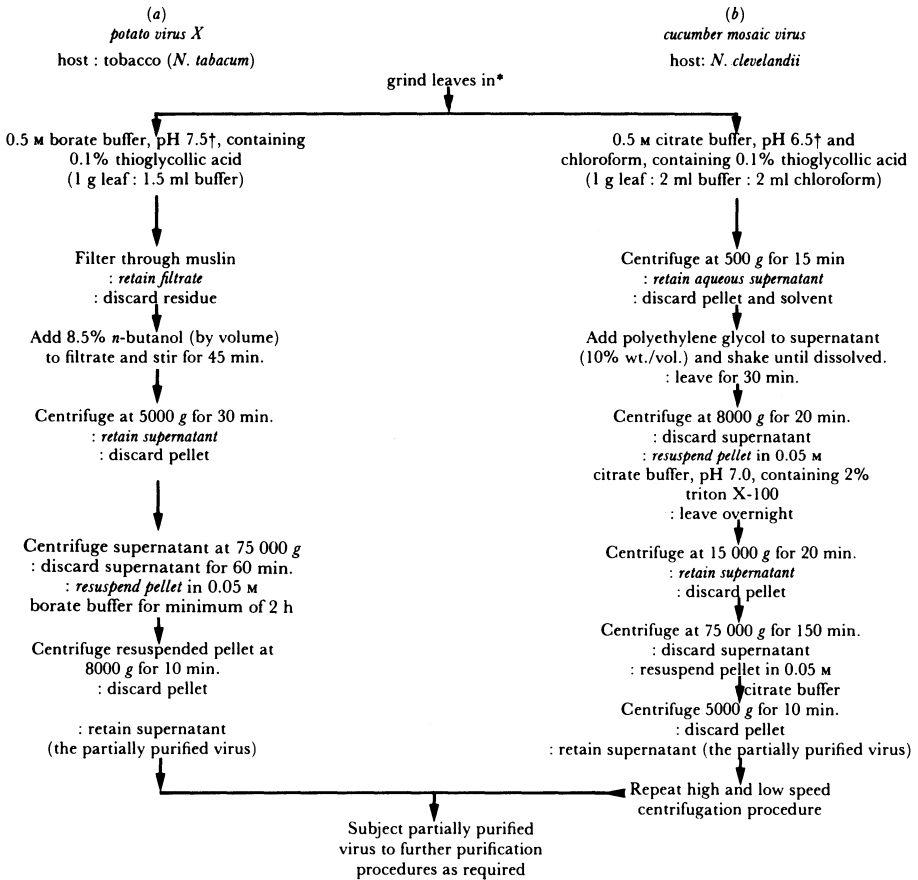 (a)
potato virus X
host : tobacco (N. tabacum)
(b)
cucumber mosaic virus
host: N. clevelandii
grind leaves in*
0.5 M borate buffer, pH 7.5†, containing
0.1% thioglycollic acid
(1 g leaf : 1.5 ml buffer)
Filter through muslin
: retain filtrate
: discard residue
Add 8.5% n-butanol (by volume)
to filtrate and stir for 45 min.
Centrifuge at 5000 g for 30 min.
: retain supernatant
: discard pellet
Centrifuge supernatant at 75 000 g
: discard supernatant for 60 min.
: resuspend pellet in 0.05 M
borate buffer for minimum of 2 h
Centrifuge resuspended pellet at
8000 g for 10 min.
: discard pellet
: retain supernatant
(the partially purified virus)
0.5 M citrate buffer, pH 6.5† and
chloroform, containing 0.1% thioglycollic acid
(1 g leaf : 2 ml buffer : 2 ml chloroform)
Centrifuge at 500 g for 15 min
: retain aqueous supernatant
: discard pellet and solvent
Add polyethylene glycol to supernatant
(10% wt./vol.) and shake until dissolved.
: leave for 30 min.
Centrifuge at 8000 g for 20 min.
: discard supernatant
: resuspend pellet in 0.05 M
citrate buffer, pH 7.0, containing 2%
triton X-100
: leave overnight
Centrifuge at 15 000 g for 20 min.
: retain supernatant
: discard pellet
Centrifuge at 75 000 g for 150 min.
: discard supernatant
: resuspend pellet in 0.05 M
citrate buffer
Centrifuge 5000 g for 10 min.
: discard pellet
: retain supernatant (the partially purified virus)
Repeat high and low speed
centrifugation procedure
Subject partially purified
virus to further purification
procedures as required